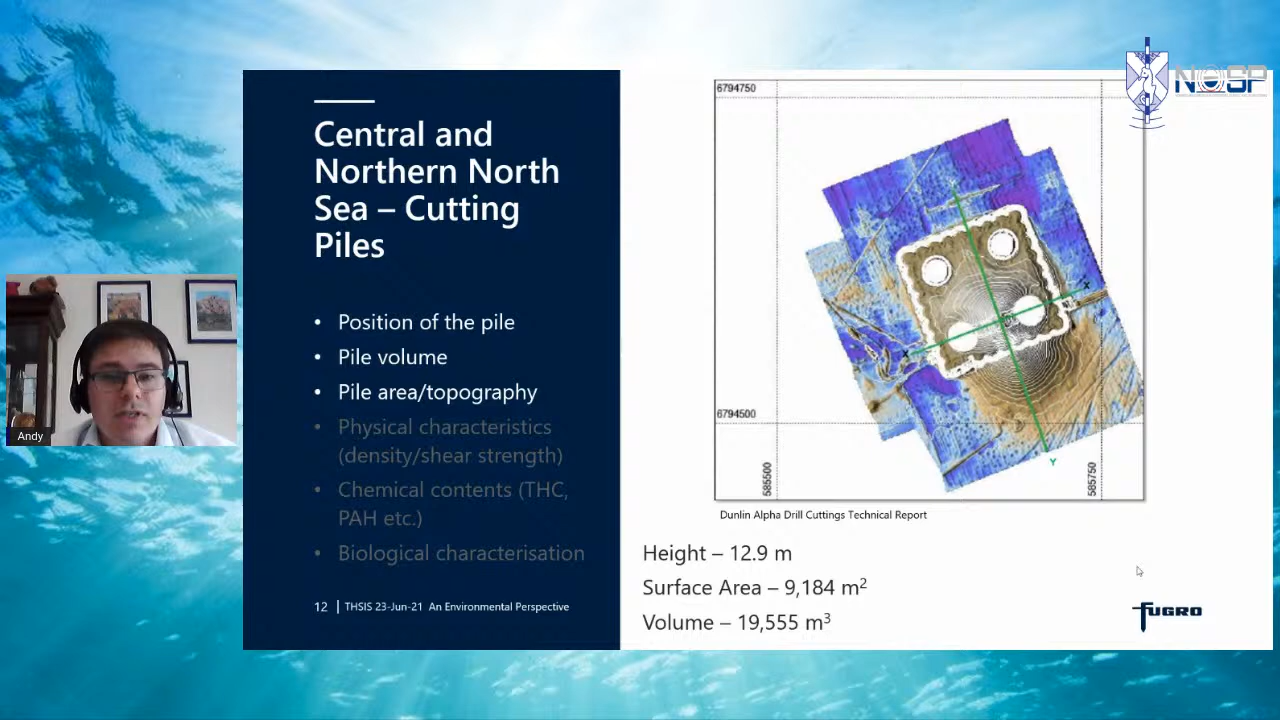 NOSP
Central and
Northern North
Sea – Cutting
Piles
• Position of the pile
• Pile volume
• Pile area/topography
• Physical characteristics
(density/shear strength)
• Chemical contents (THC,
PAH etc.)
• Biological characterisation
12 | THSIS 23-Jun-21 An Environmental Perspective
Andy
6794750
X
X
6794500
Y
585500
585750
Dunlin Alpha Drill Cuttings Technical Report
Height – 12.9 m
Surface Area – 9,184 m²
Volume – 19,555 m³
FUGRO